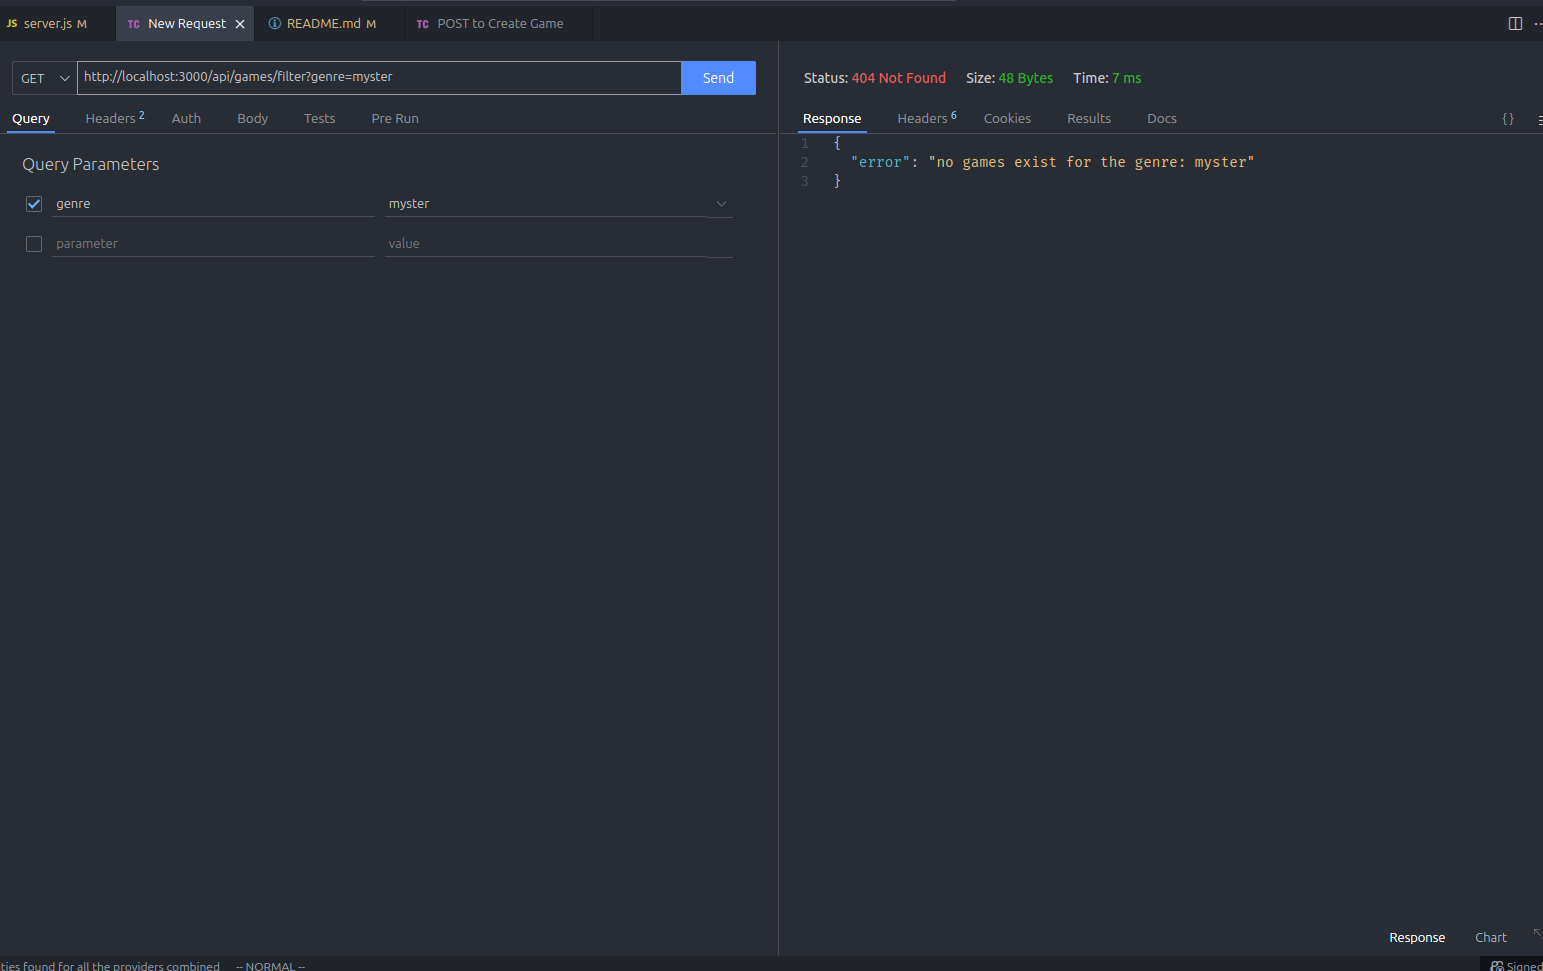 JS server.js M
TC New Request
README.md M
TC POST to Create Game
GET
http://localhost:3000/api/games/filter?genre=myster
Send
Query
Headers 2
Auth
Body
Tests
Pre Run
Query Parameters
genre
myster
parameter
value
Status: 404 Not Found
Size: 48 Bytes
Time: 7 ms
Response
Headers 6
Cookies
Results
Docs
{}
1 {
2 "error": "no games exist for the genre: myster"
3 }
Response
Chart
ties found for all the providers combined
-- NORMAL --
Signed